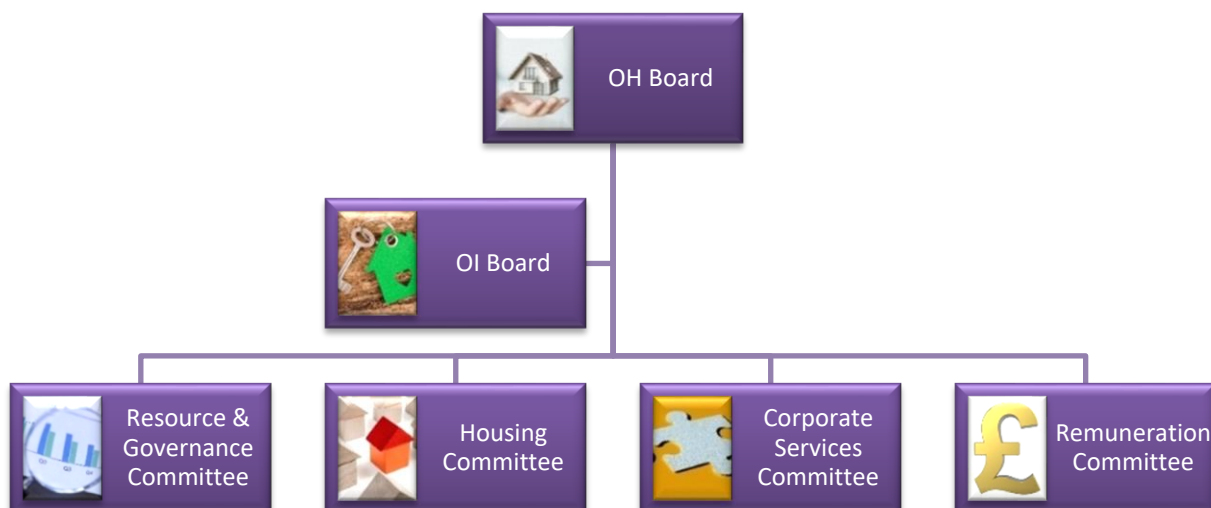 OH Board
OI Board
Resource &
Governance
Committee
Housing
Committee
Corporate
Services
Committee
Remuneration
Committee